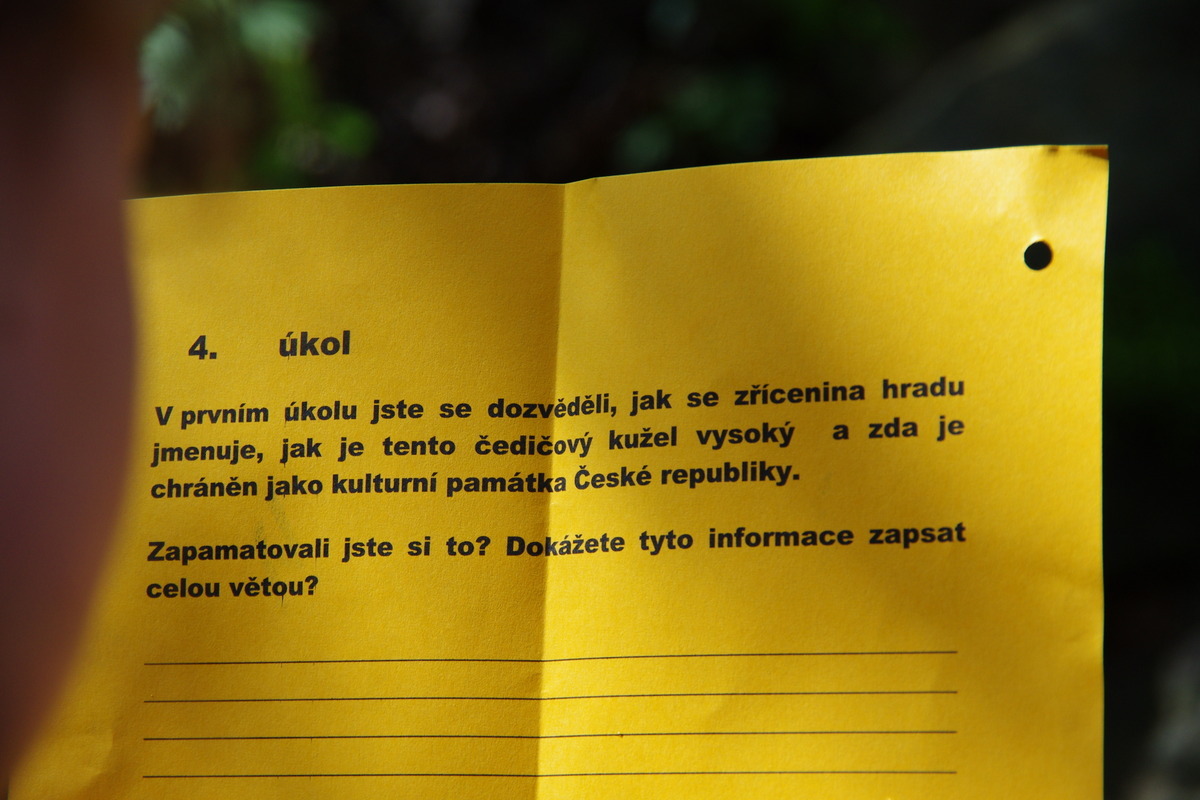 4. úkol
V prvním úkolu jste se dozvěděli, jak se zřícenina hradu
jmenuje, jak je tento čedičový kužel vysoký a zda je
chráněn jako kulturní památka České republiky.
Zapamatovali jste si to? Dokážete tyto informace zapsat
celou větou?